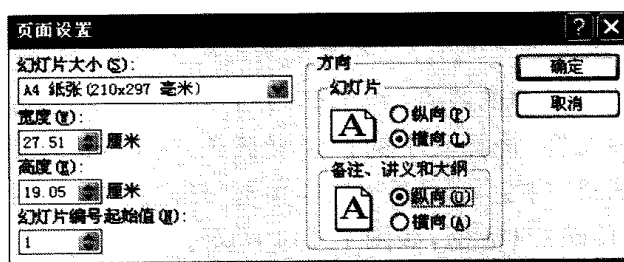 页面设置
幻灯片大小(S):
A4 纸张(210x297 毫米)
宽度(W):
27.51 厘米
高度(E):
19.05 厘米
幻灯片编号起始值(N):
1
方向
幻灯片
A
纵向(P)
横向(L)
备注、讲义和大纲
A
纵向(O)
横向(A)
确定
取消